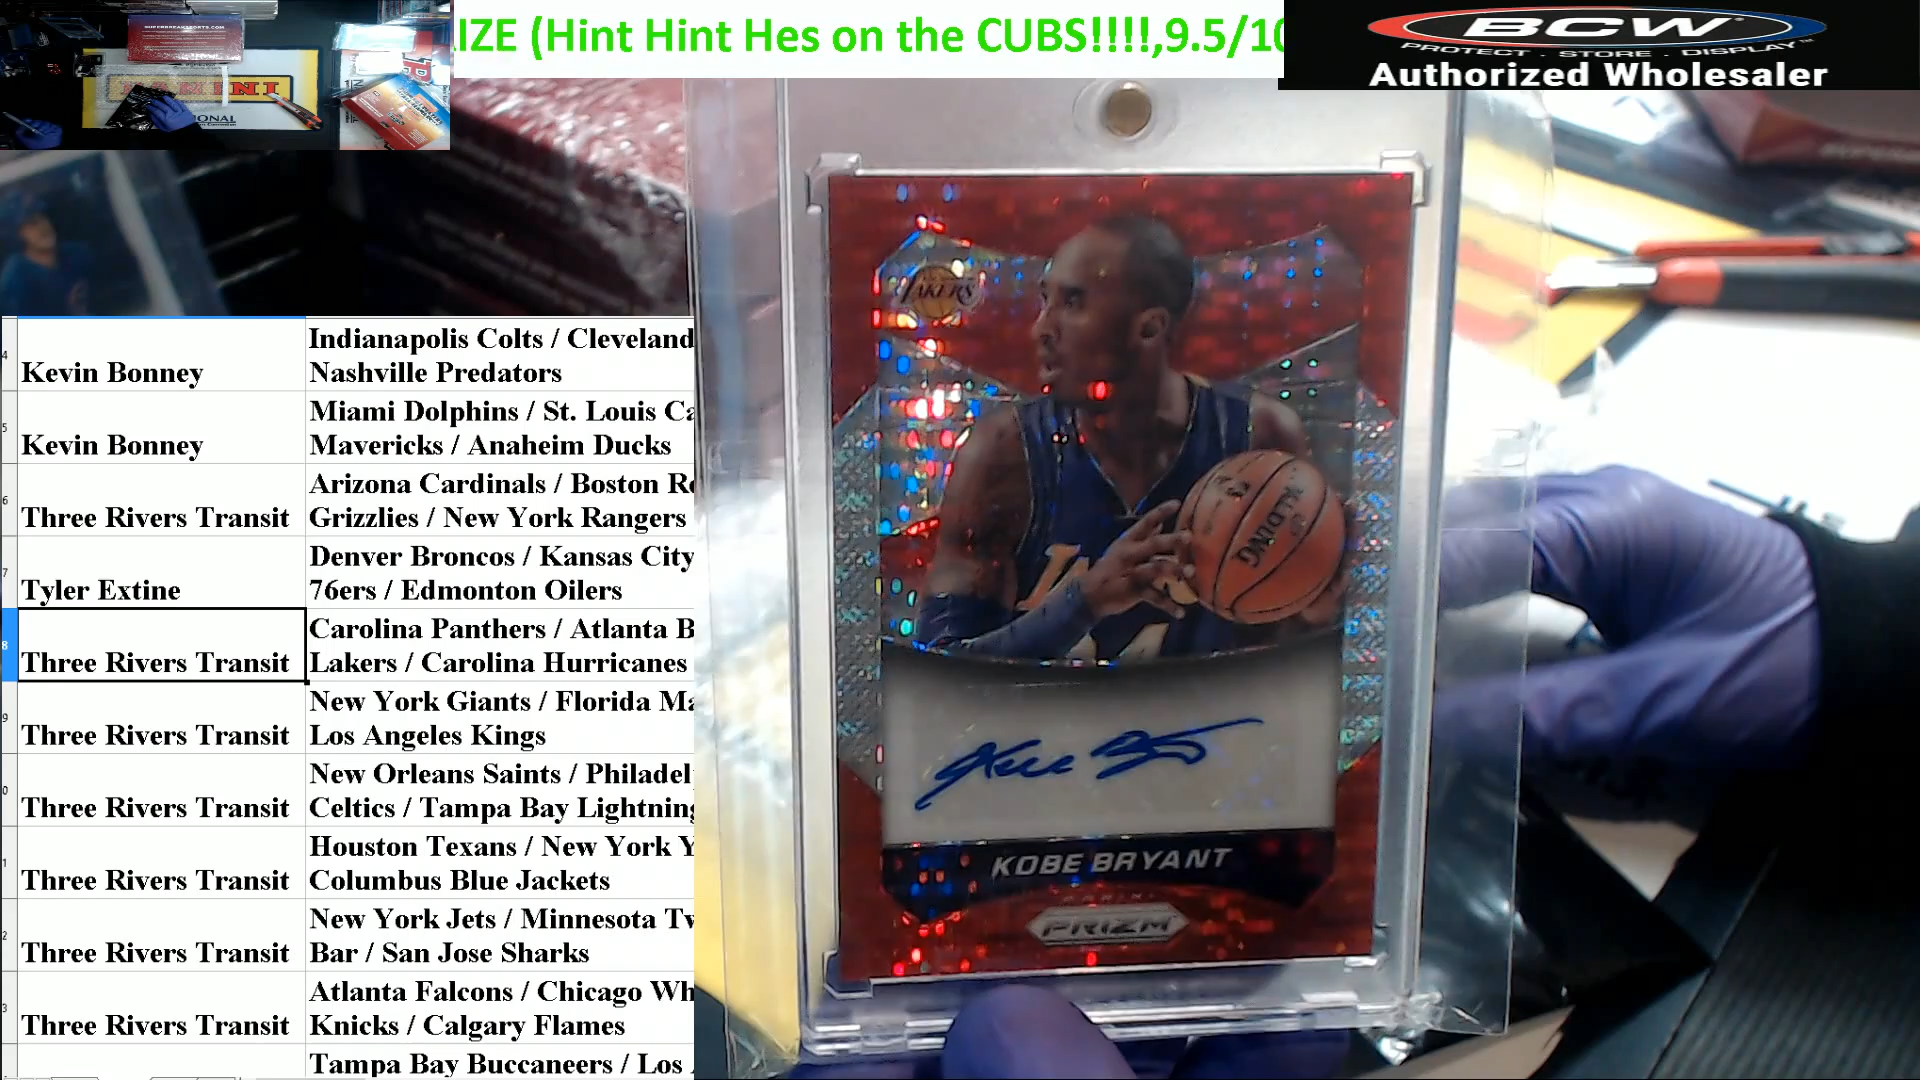 IZE (Hint Hint Hes on the CUBS!!!!,9.5/10
BCW
PROTECT. STORE. DISPLAY.™
Authorized Wholesaler
PANINI
Indianapolis Colts / Cleveland
Kevin Bonney Nashville Predators
Miami Dolphins / St. Louis Ca
Kevin Bonney Mavericks / Anaheim Ducks
Arizona Cardinals / Boston Re
Three Rivers Transit Grizzlies / New York Rangers
Denver Broncos / Kansas City
Tyler Extine 76ers / Edmonton Oilers
Carolina Panthers / Atlanta B
Three Rivers Transit Lakers / Carolina Hurricanes
New York Giants / Florida Ma
Three Rivers Transit Los Angeles Kings
New Orleans Saints / Philadel
Three Rivers Transit Celtics / Tampa Bay Lightning
Houston Texans / New York Y
Three Rivers Transit Columbus Blue Jackets
New York Jets / Minnesota Tw
Three Rivers Transit Bar / San Jose Sharks
Atlanta Falcons / Chicago Wh
Three Rivers Transit Knicks / Calgary Flames
Tampa Bay Buccaneers / Los
LAKERS
SPALDING
KOBE BRYANT
PANINI
PRIZM